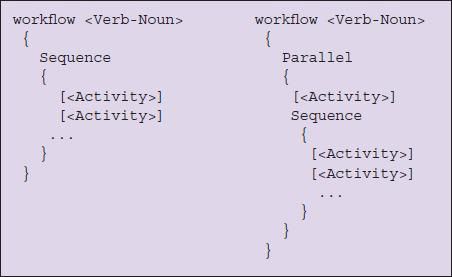 workflow <Verb-Noun>
{
Sequence
{
[<Activity>]
[<Activity>]
...
}
}
workflow <Verb-Noun>
{
Parallel
{
[<Activity>]
Sequence
{
[<Activity>]
[<Activity>]
...
}
}
}